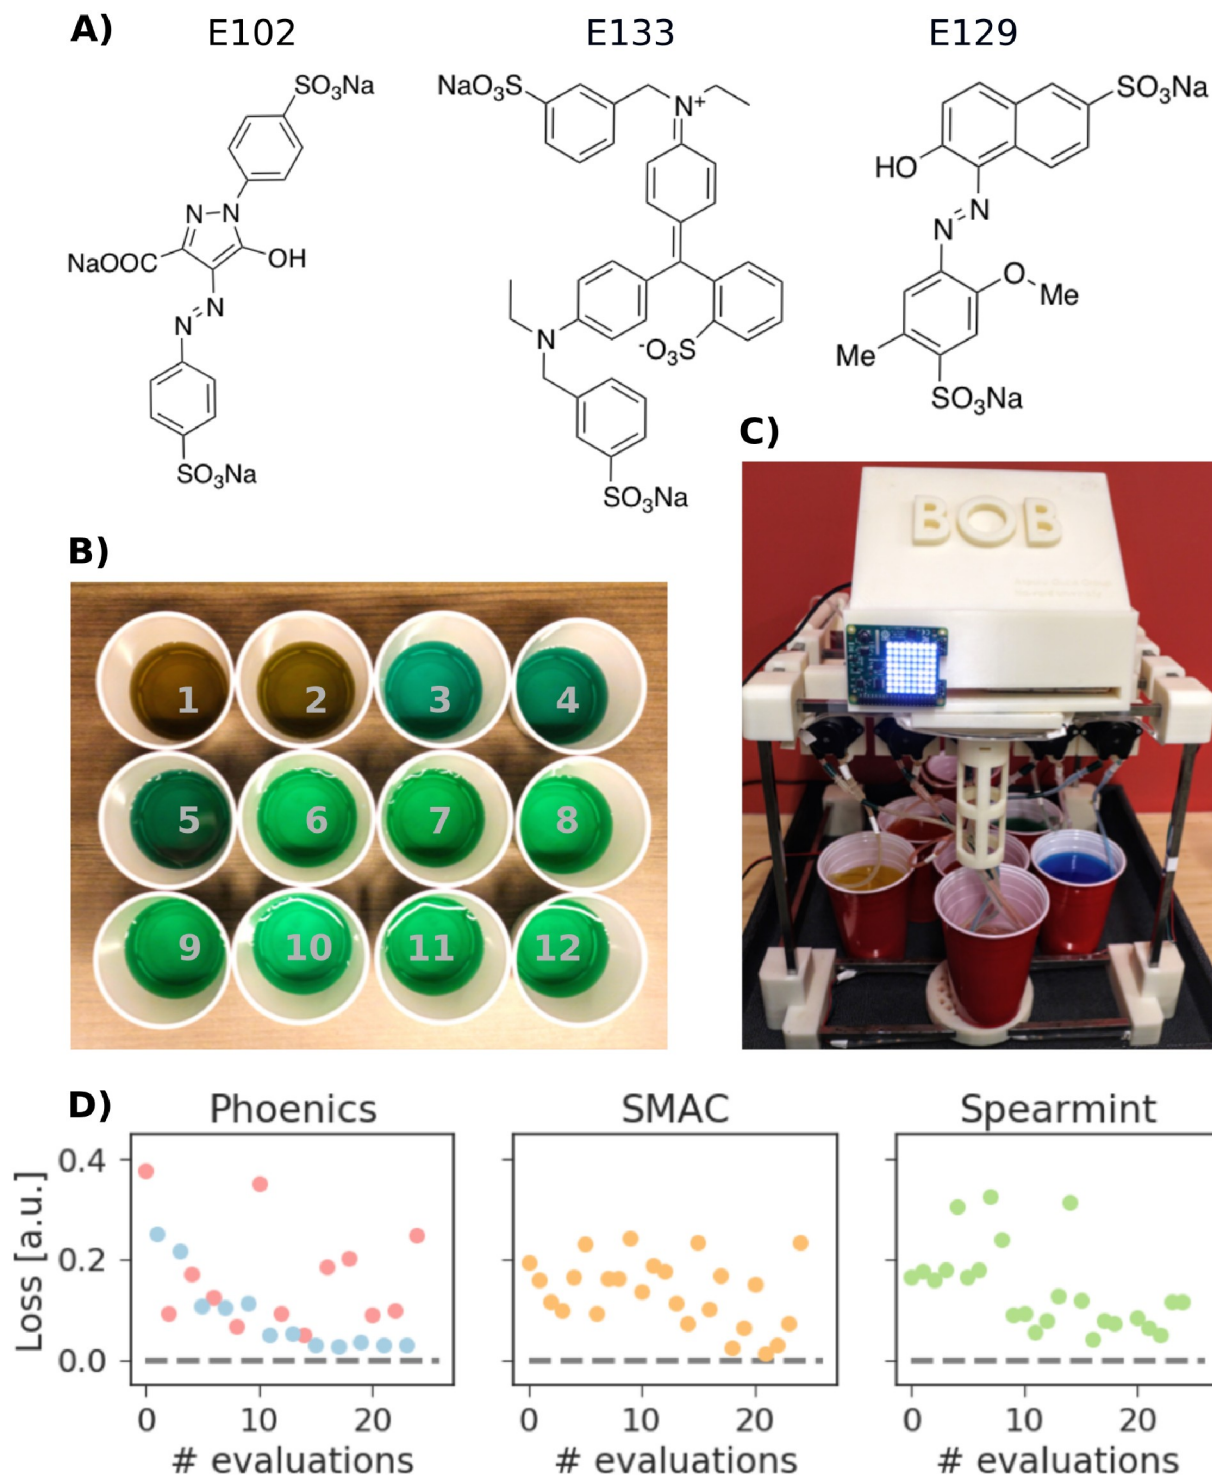 A) E102 E133 E129
SO₃Na
N N
NaOOC OH
N N
SO₃Na
NaO₃S N⁺
N
⁻O₃S
SO₃Na
SO₃Na
HO
N N
O Me
Me
SO₃Na
B)
1 2 3 4
5 6 7 8
9 10 11 12
C)
BOB
D)
Phoenics SMAC Spearmint
Loss [a.u.]
0.4
0.2
0.0
0 10 20
# evaluations
0 10 20
# evaluations
0 10 20
# evaluations